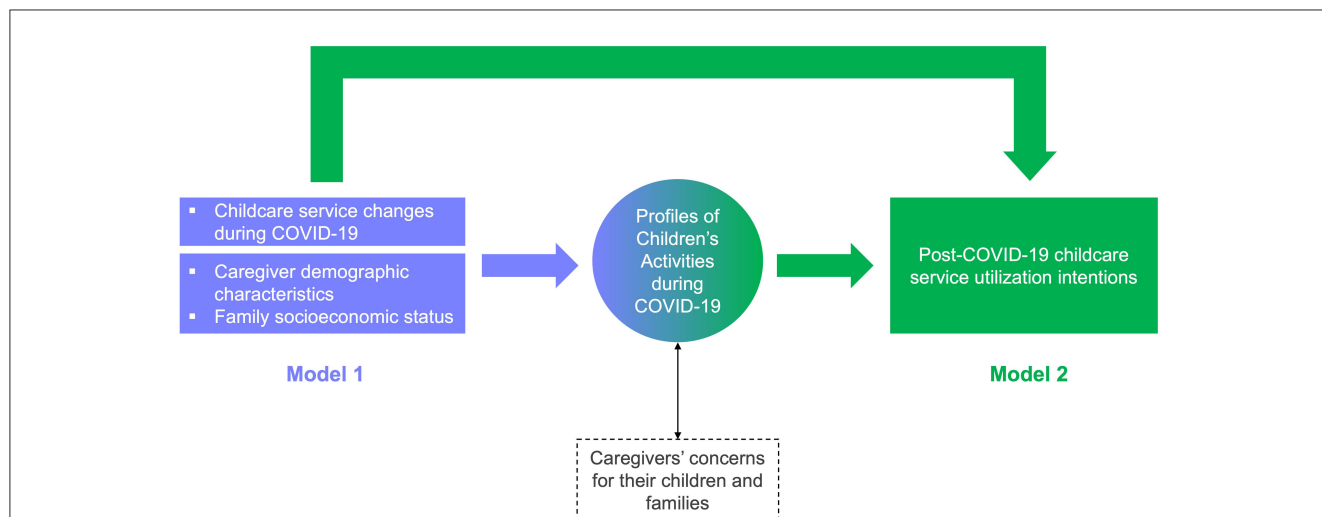 ▪ Childcare service changes
during COVID-19
▪ Caregiver demographic
characteristics
▪ Family socioeconomic status
Model 1
Profiles of
Children's
Activities
during
COVID-19
Post-COVID-19 childcare
service utilization intentions
Model 2
Caregivers' concerns
for their children and
families